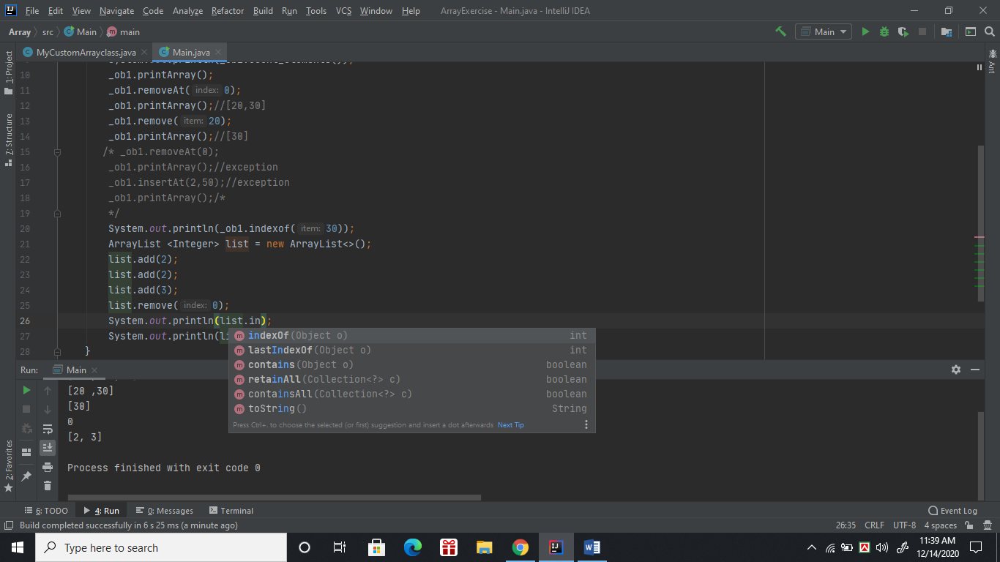 File Edit View Navigate Code Analyze Refactor Build Run Tools VCS Window Help ArrayExercise - Main.java - IntelliJ IDEA
Array src Main main Main
MyCustomArrayclass.java Main.java
1: Project
7: Structure
2: Favorites
Ant
10 _ob1.printArray();
11 _ob1.removeAt( index: 0);
12 _ob1.printArray();//[20,30]
13 _ob1.remove( item: 20);
14 _ob1.printArray();//[30]
15 /* _ob1.removeAt(0);
16 _ob1.printArray();//exception
17 _ob1.insertAt(2,50);//exception
18 _ob1.printArray();/*
19 */
20 System.out.println(_ob1.indexof( item: 30));
21 ArrayList <Integer> list = new ArrayList<>();
22 list.add(2);
23 list.add(2);
24 list.add(3);
25 list.remove( index: 0);
26 System.out.println(list.in);
27 System.out.println(li
28 }
indexOf(Object o) int
lastIndexOf(Object o) int
contains(Object o) boolean
retainAll(Collection<?> c) boolean
containsAll(Collection<?> c) boolean
toString() String
Press Ctrl+. to choose the selected (or first) suggestion and insert a dot afterwards Next Tip
Run: Main
[20 ,30]
[30]
0
[2, 3]
Process finished with exit code 0
6: TODO 4: Run 0: Messages Terminal Event Log
Build completed successfully in 6 s 25 ms (a minute ago) 26:35 CRLF UTF-8 4 spaces
Type here to search
11:39 AM
12/14/2020